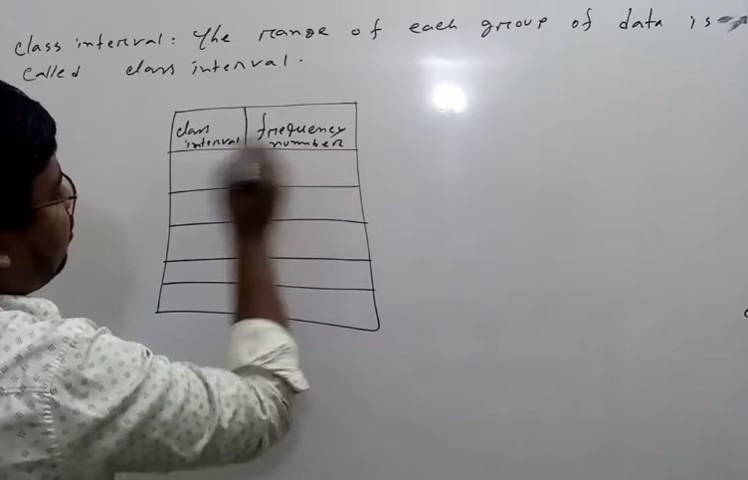 class interval: The range of each group of data is
called class interval.
class interval
frequency number